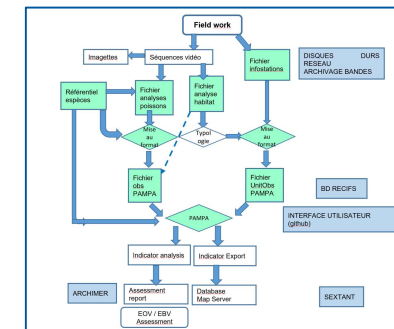 Field work
Imagettes
Séquences vidéo
Fichier
infostations
DISQUES DURS
RESEAU
ARCHIVAGE BANDES
Référentiel
espèces
Fichier
analyses
poissons
Fichier
analyse
habitat
Mise
au
format
Typol
ogie
Mise
au
format
Fichier
obs
PAMPA
Fichier
UnitObs
PAMPA
BD RECIFS
PAMPA
INTERFACE UTILISATEUR
(github)
Indicator analysis
Indicator Export
ARCHIMER
Assessment
report
Database
Map Server
SEXTANT
EOV / EBV
Assessment